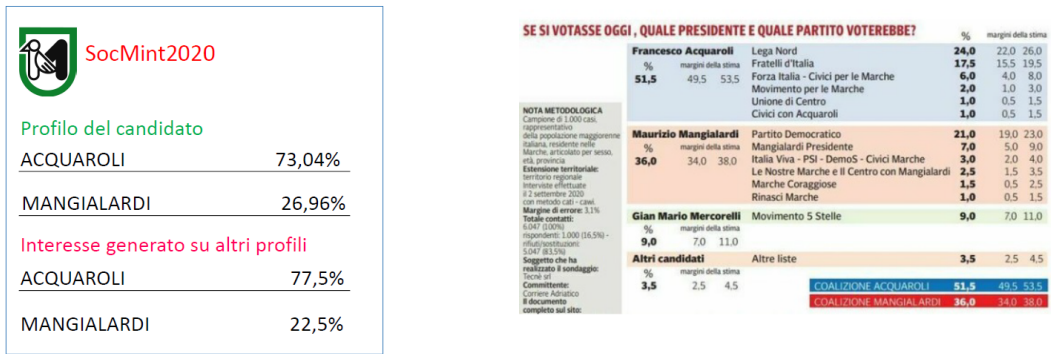 SocMint2020
Profilo del candidato
ACQUAROLI 73,04%
MANGIALARDI 26,96%
Interesse generato su altri profili
ACQUAROLI 77,5%
MANGIALARDI 22,5%
SE SI VOTASSE OGGI , QUALE PRESIDENTE E QUALE PARTITO VOTEREBBE?
% margini della stima
Francesco Acquaroli
% margini della stima
51,5 49,5 53,5
Lega Nord 24,0 22,0 26,0
Fratelli d'Italia 17,5 15,5 19,5
Forza Italia - Civici per le Marche 6,0 4,0 8,0
Movimento per le Marche 2,0 1,0 3,0
Unione di Centro 1,0 0,5 1,5
Civici con Acquaroli 1,0 0,5 1,5
Maurizio Mangialardi
% margini della stima
36,0 34,0 38,0
Partito Democratico 21,0 19,0 23,0
Mangialardi Presidente 7,0 5,0 9,0
Italia Viva - PSI - DemoS - Civici Marche 3,0 2,0 4,0
Le Nostre Marche e Il Centro con Mangialardi 2,5 1,5 3,5
Marche Coraggiose 1,5 0,5 2,5
Rinasci Marche 1,0 0,5 1,5
Gian Mario Mercorelli
% margini della stima
9,0 7,0 11,0
Movimento 5 Stelle 9,0 7,0 11,0
Altri candidati
% margini della stima
3,5 2,5 4,5
Altre liste 3,5 2,5 4,5
COALIZIONE ACQUAROLI 51,5 49,5 53,5
COALIZIONE MANGIALARDI 36,0 34,0 38,0
NOTA METODOLOGICA
Campione di 1.000 casi,
rappresentativo
della popolazione maggiorenne
italiana, residente nelle
Marche, articolato per sesso,
età, provincia
Estensione territoriale:
territorio regionale
Interviste effettuate
il 2 settembre 2020
con metodo cati - cawi.
Margine di errore: 3,1%
Totale contatti:
6.047 (100%)
rispondenti: 1.000 (16,5%) -
rifiuti/sostituzioni:
5.047 (83,5%)
Soggetto che ha
realizzato il sondaggio:
Tecnè srl
Committente:
Corriere Adriatico
Il documento
completo sul sito: